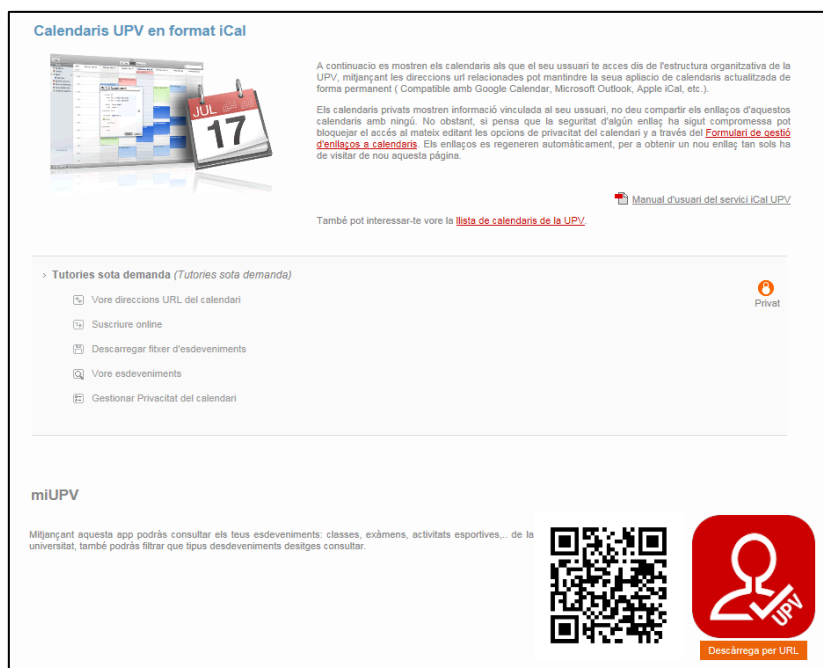 Calendaris UPV en format iCal
JUL
17
A continuacio es mostren els calendaris als que el seu ussuari te acces dis de l'estructura organitzativa de la
UPV, mitjançant les direccions url relacionades pot mantindre la seua apliacio de calendaris actualitzada de
forma permanent ( Compatible amb Google Calendar, Microsoft Outlook, Apple iCal, etc.).
Els calendaris privats mostren informació vinculada al seu usuari, no deu compartir els enllaços d'aquestos
calendaris amb ningú. No obstant, si pensa que la seguritat d'algún enllaç ha sigut compromessa pot
bloquejar el accés al mateix editant les opcions de privacitat del calendari y a través del Formulari de gestió
d'enllaços a calendaris. Els enllaços es regeneren automàticament, per a obtenir un nou enllaç tan sols ha
de visitar de nou aquesta página.
Manual d'usuari del servici iCal UPV
També pot interessar-te vore la llista de calendaris de la UPV.
› Tutories sota demanda (Tutories sota demanda)
Privat
Vore direccions URL del calendari
Suscriure online
Descarregar fitxer d'esdeveniments
Vore esdeveniments
Gestionar Privacitat del calendari
miUPV
Mitjançant aquesta app podràs consultar els teus esdeveniments: classes, exàmens, activitats esportives,.. de la
universitat, també podràs filtrar que tipus desdeveniments desitges consultar.
UPV
Descàrrega per URL